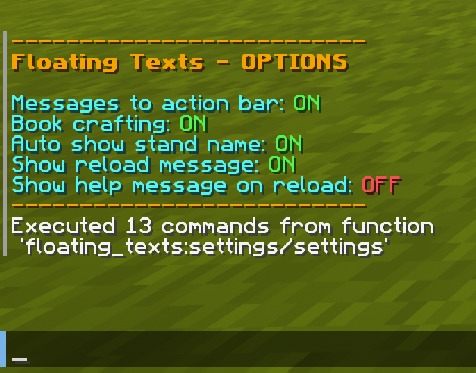 ---------------------------
Floating Texts - OPTIONS
Messages to action bar: ON
Book crafting: ON
Auto show stand name: ON
Show reload message: ON
Show help message on reload: OFF
---------------------------
Executed 13 commands from function
'floating_texts:settings/settings'
_